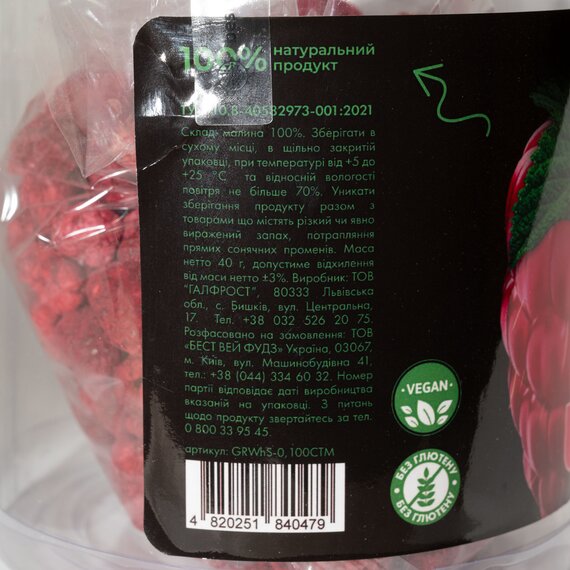 100% натуральний
продукт
10.8-40582973-001:2021
Склад: малина 100%. Зберігати в
сухому місці, в щільно закритій
упаковці, при температурі від +5 до
+25 °С та відносній вологості
повітря не більше 70%. Уникати
зберігання продукту разом з
товарами що містять різкий чи явно
виражений запах, потрапляння
прямих сонячних променів. Маса
нетто 40 г, допустиме відхилення
від маси нетто ±3%. Виробник: ТОВ
"ГАЛФРОСТ", 80333 Львівська
обл., с. Бишків, вул. Центральна,
17, Тел. +38 032 526 20 75.
Розфасовано на замовлення: ТОВ
«БЕСТ ВЕЙ ФУДЗ» Україна, 03067,
м. Київ, вул. Машинобудівна 41.
тел.: +38 (044) 334 60 32. Номер
партії відповідає даті виробництва
вказаній на упаковці. З питань
щодо продукту звертайтесь за тел.
0 800 33 95 45.
артикул: GRWhS-0,100CTM
4 820251 840479
·VEGAN·
БЕЗ ГЛЮТЕНУ
БЕЗ ГЛЮТЕНУ